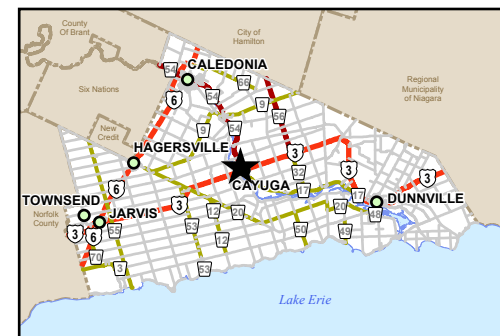 County
Of Brant
City of
Hamilton
54
CALEDONIA
66
Six Nations
6
54
9
Regional
Municipality
of Niagara
56
New
Credit
9
54
HAGERSVILLE
3
3
32
3
6
CAYUGA
17
17
TOWNSEND
3
DUNNVILLE
Norfolk
County
JARVIS
12
20
20
48
3
6
55
53
12
50
49
70
3
53
Lake Erie